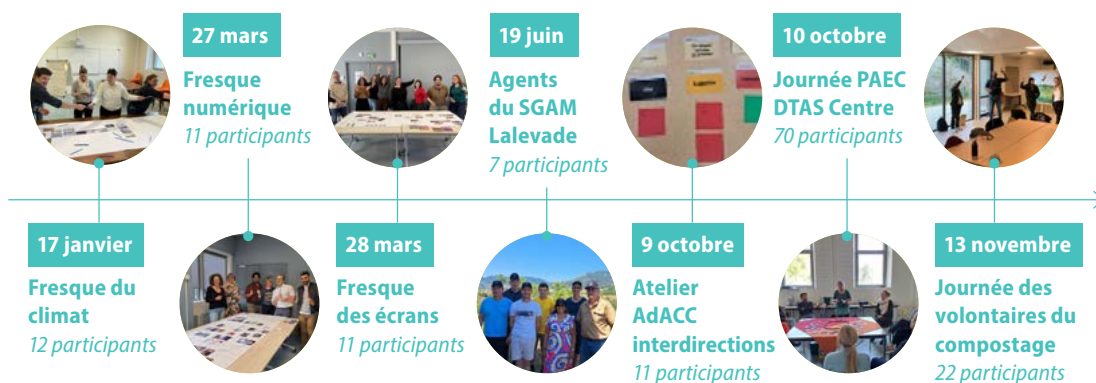 17 janvier
Fresque du
climat
12 participants
27 mars
Fresque
numérique
11 participants
28 mars
Fresque
des écrans
11 participants
19 juin
Agents
du SGAM
Lalevade
7 participants
9 octobre
Atelier
AdACC
interdirections
11 participants
10 octobre
Journée PAEC
DTAS Centre
70 participants
13 novembre
Journée des
volontaires du
compostage
22 participants